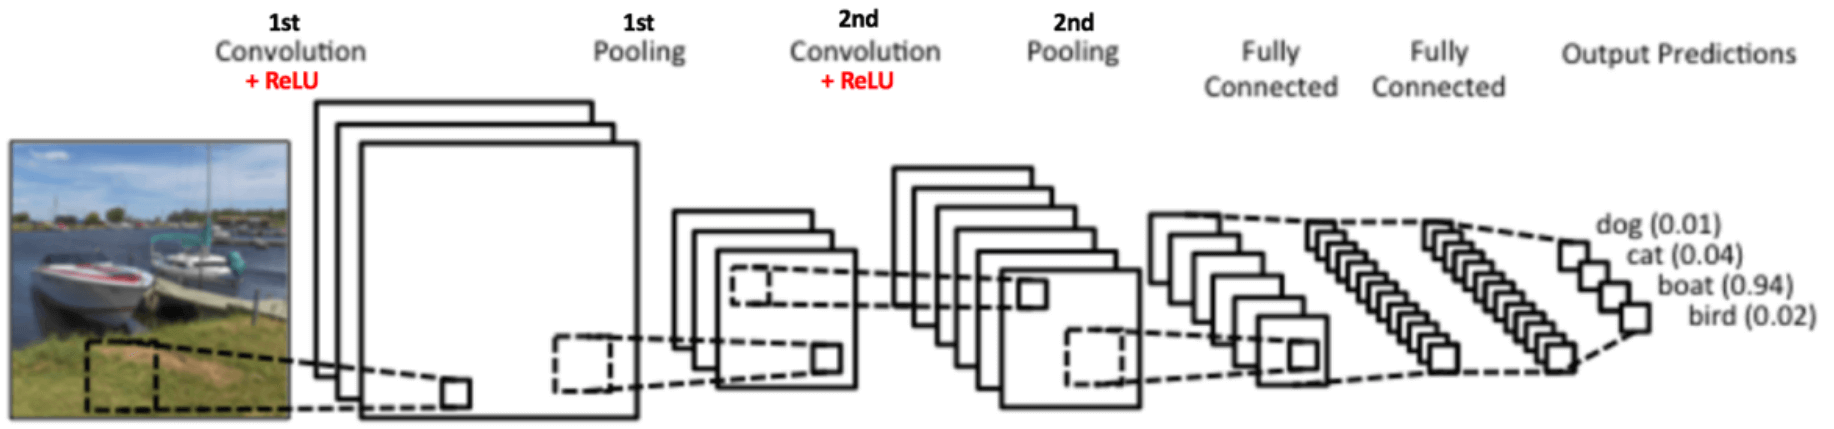 1st
Convolution
+ ReLU
1st
Pooling
2nd
Convolution
+ ReLU
2nd
Pooling
Fully
Connected
Fully
Connected
Output Predictions
dog (0.01)
cat (0.04)
boat (0.94)
bird (0.02)